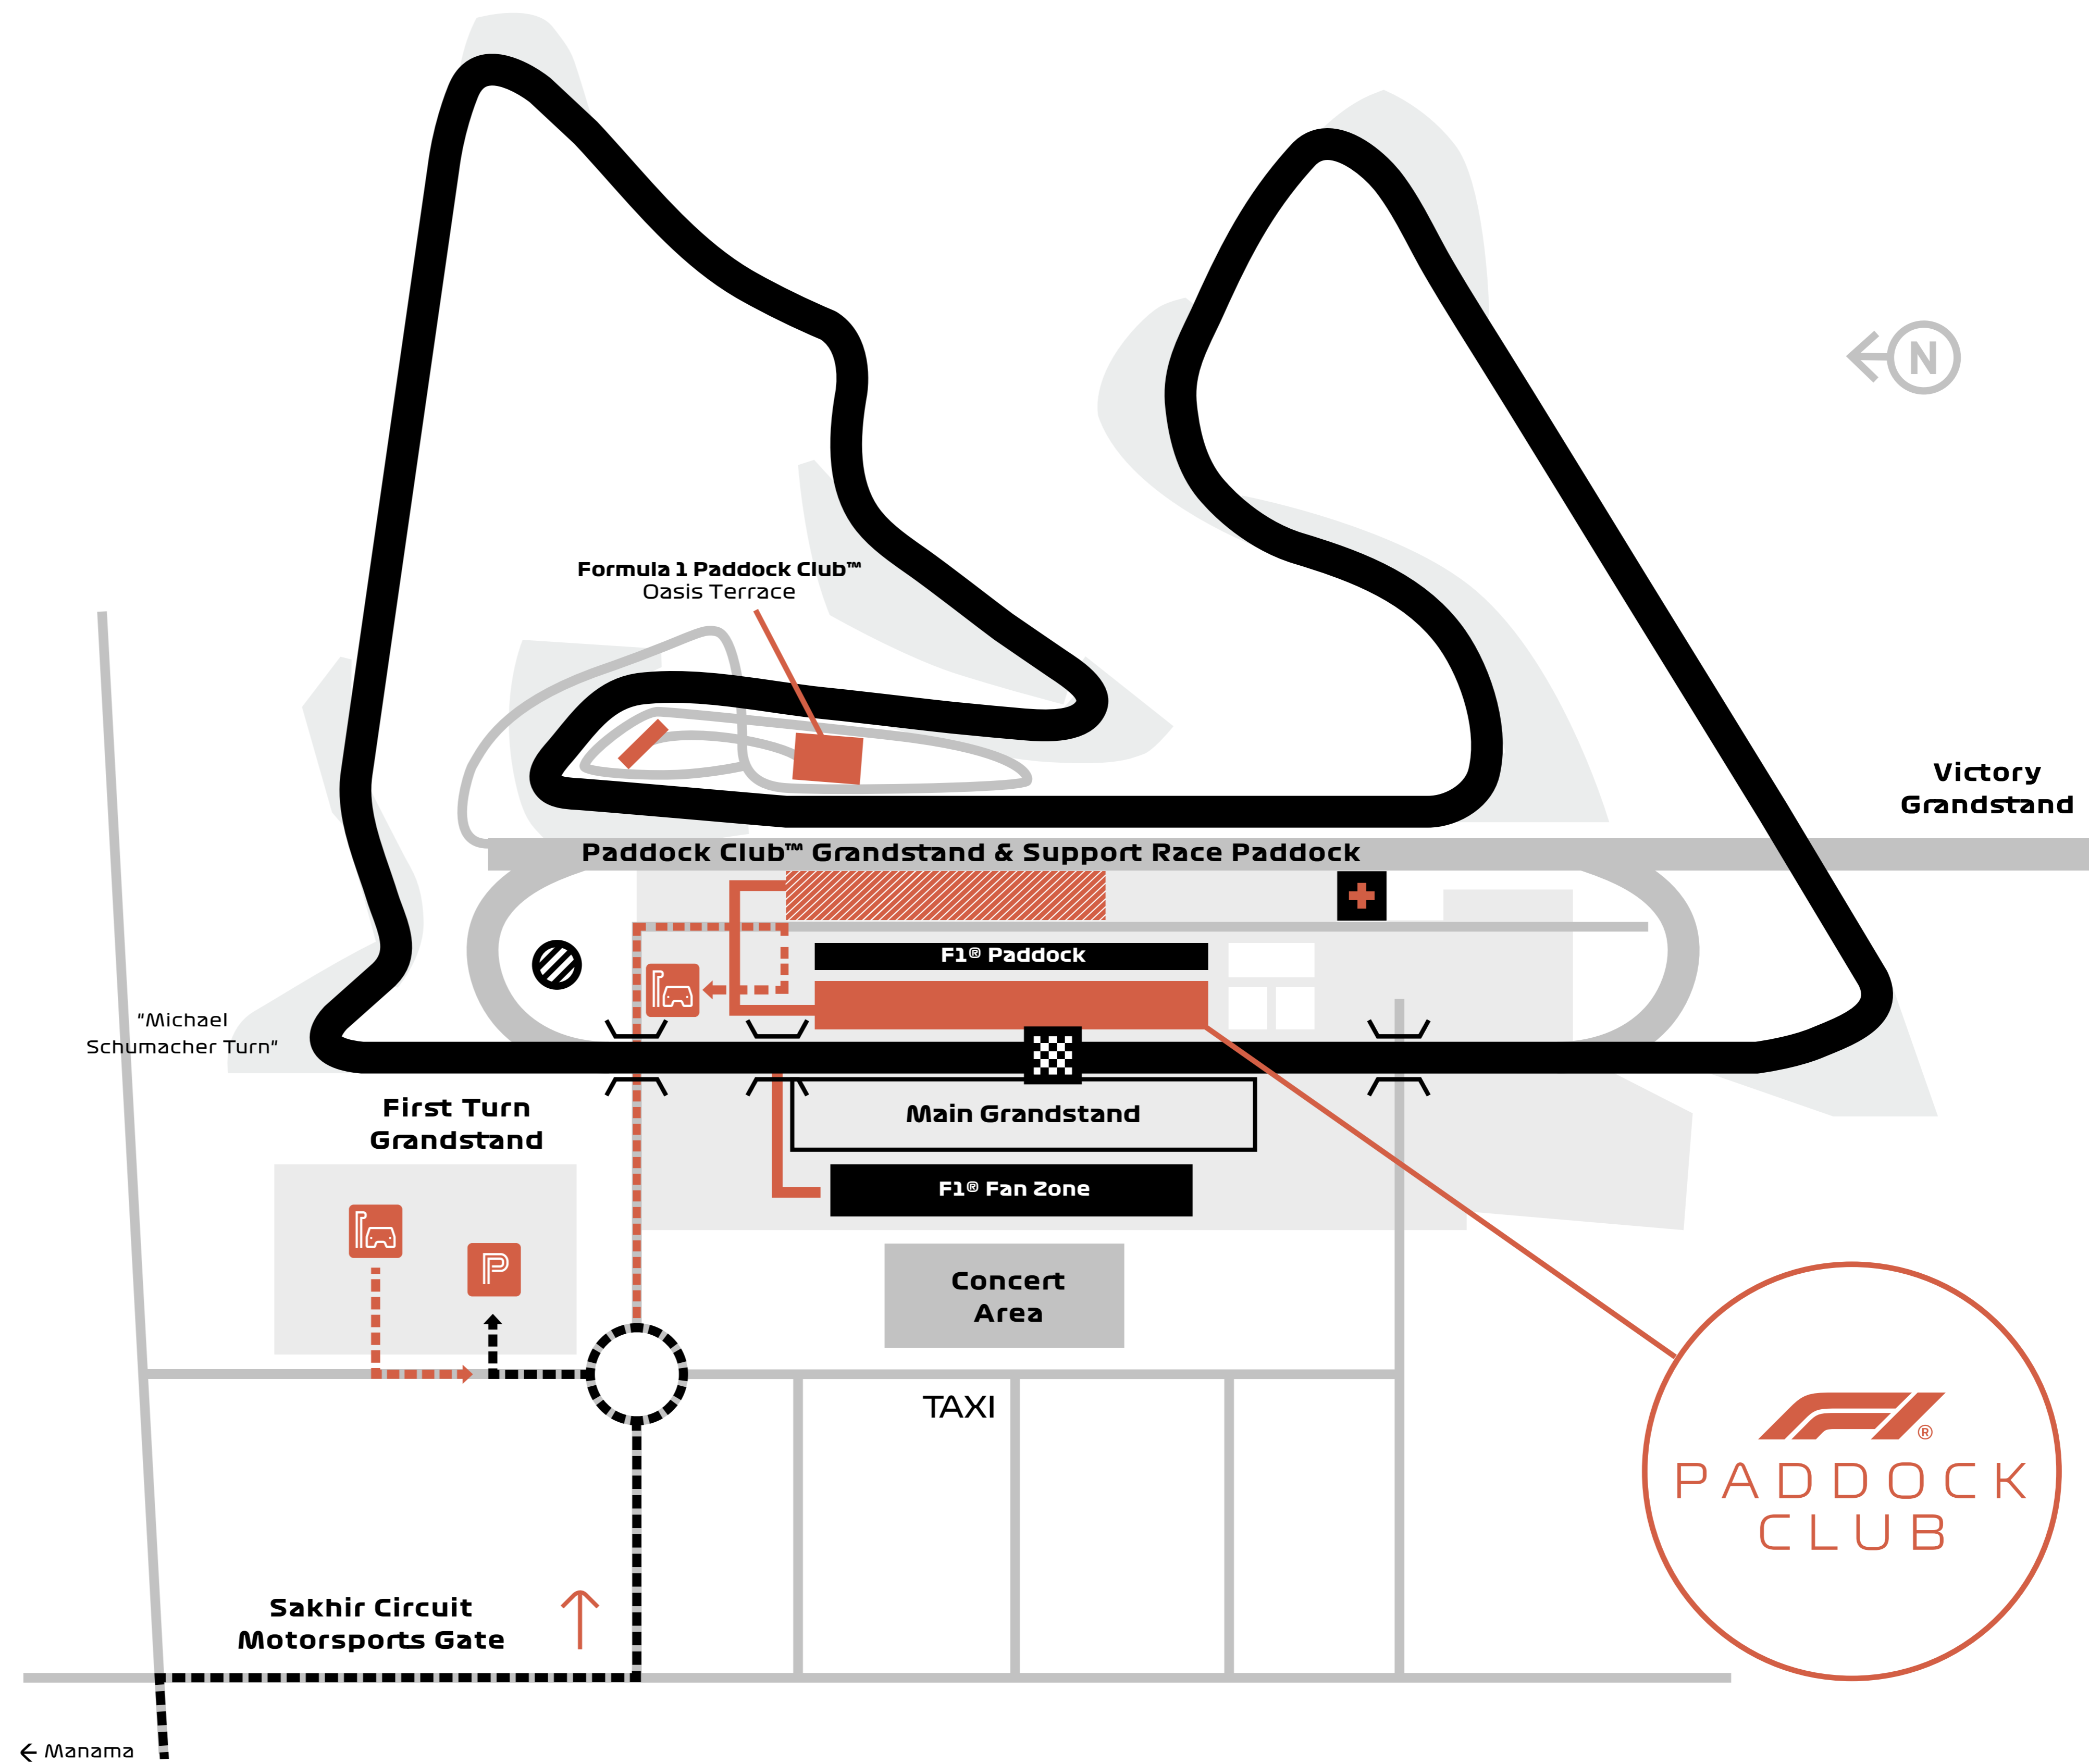 N
Formula 1 Paddock Club™
Oasis Terrace
Victory
Grandstand
Paddock Club™ Grandstand & Support Race Paddock
F1® Paddock
"Michael
Schumacher Turn"
First Turn
Grandstand
Main Grandstand
F1® Fan Zone
P
Concert
Area
TAXI
F1®
PADDOCK
CLUB
Sakhir Circuit
Motorsports Gate
← Manama